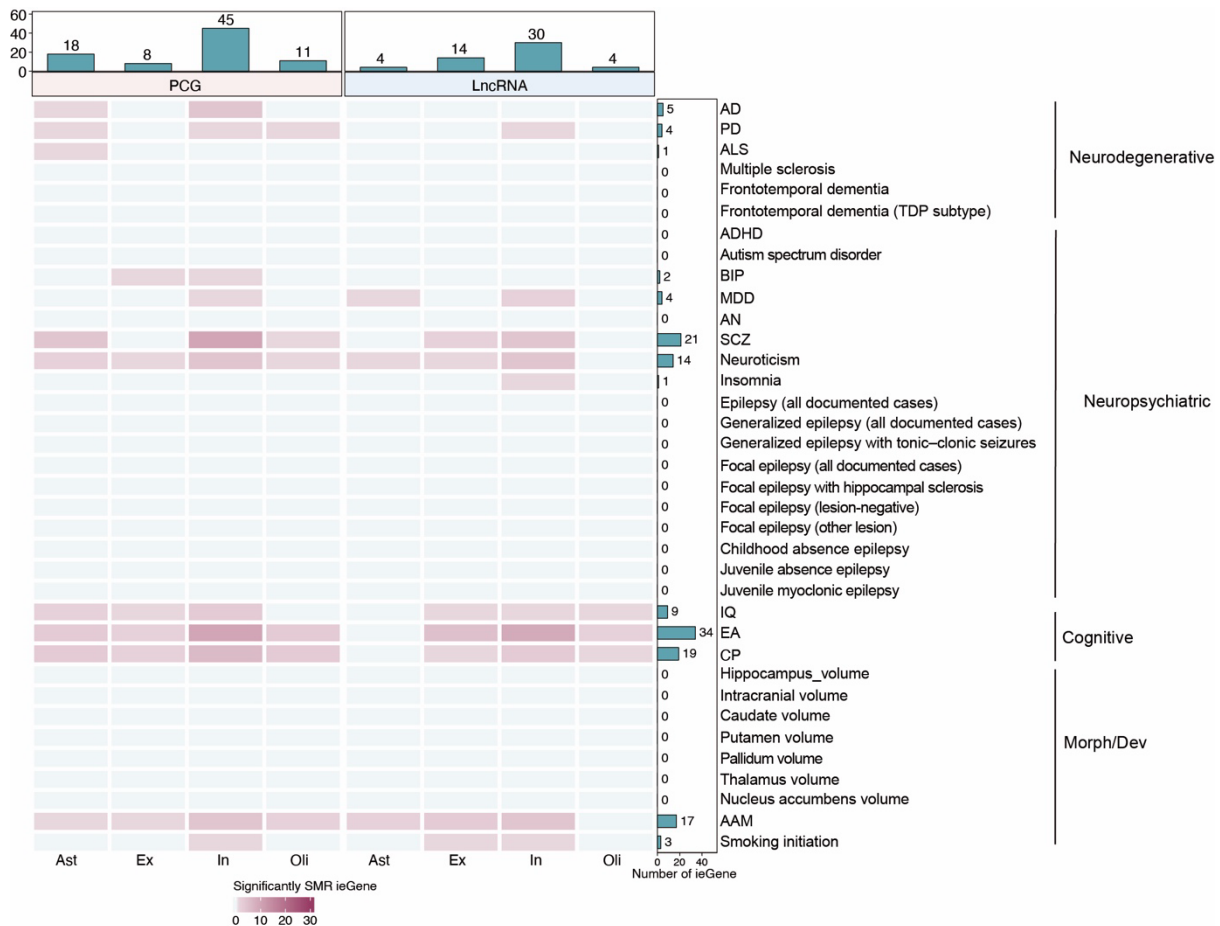 60
40
20
0
18
8
45
11
4
14
30
4
PCG
LncRNA
5 AD
4 PD
1 ALS
0 Multiple sclerosis
0 Frontotemporal dementia
0 Frontotemporal dementia (TDP subtype)
Neurodegenerative
0 ADHD
0 Autism spectrum disorder
2 BIP
4 MDD
0 AN
21 SCZ
14 Neuroticism
1 Insomnia
0 Epilepsy (all documented cases)
0 Generalized epilepsy (all documented cases)
0 Generalized epilepsy with tonic–clonic seizures
0 Focal epilepsy (all documented cases)
0 Focal epilepsy with hippocampal sclerosis
0 Focal epilepsy (lesion-negative)
0 Focal epilepsy (other lesion)
0 Childhood absence epilepsy
0 Juvenile absence epilepsy
0 Juvenile myoclonic epilepsy
Neuropsychiatric
9 IQ
34 EA
19 CP
Cognitive
0 Hippocampus_volume
0 Intracranial volume
0 Caudate volume
0 Putamen volume
0 Pallidum volume
0 Thalamus volume
0 Nucleus accumbens volume
17 AAM
3 Smoking initiation
Morph/Dev
Ast Ex In Oli Ast Ex In Oli
0 20 40
Number of ieGene
Significantly SMR ieGene
0 10 20 30